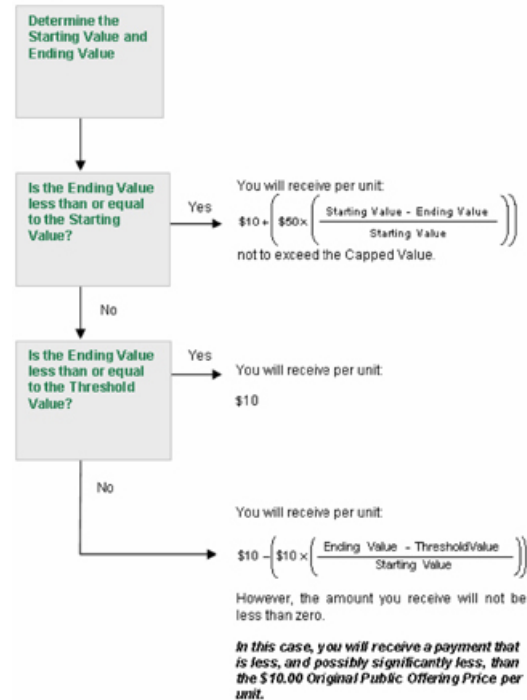 Determine the
Starting Value and
Ending Value
Is the Ending Value
less than or equal
to the Starting
Value?
Yes
You will receive per unit:
$10 + ( $50 × ( Starting Value - Ending Value
Starting Value ) )
not to exceed the Capped Value.
No
Is the Ending Value
less than or equal
to the Threshold
Value?
Yes
You will receive per unit:
$10
No
You will receive per unit:
$10 – ( $10 × ( Ending Value - ThresholdValue
Starting Value ) )
However, the amount you receive will not be
less than zero.
In this case, you will receive a payment that
is less, and possibly significantly less, than
the $10.00 Original Public Offering Price per
unit.